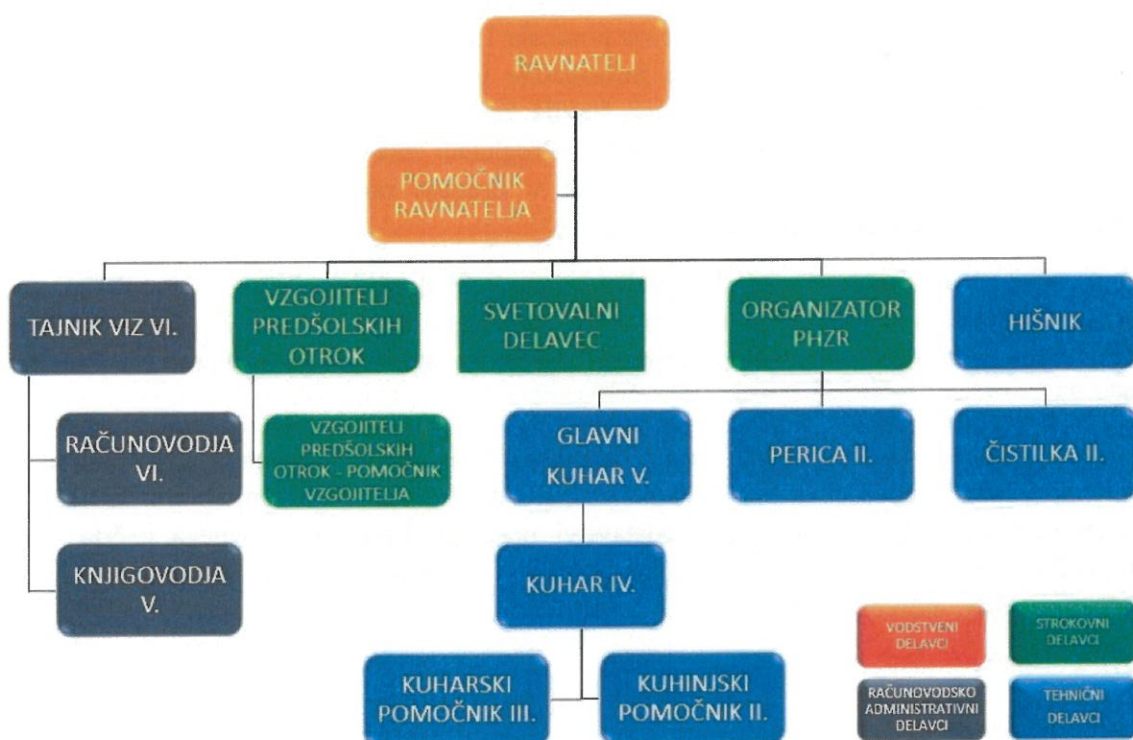 RAVNATELJ
POMOČNIK
RAVNATELJA
TAJNIK VIZ VI.
VZGOJITELJ
PREDŠOLSKIH
OTROK
SVETOVALNI
DELAVEC
ORGANIZATOR
PHZR
HIŠNIK
RAČUNOVODJA
VI.
VZGOJITELJ
PREDŠOLSKIH
OTROK - POMOČNIK
VZGOJITELJA
GLAVNI
KUHAR V.
PERICA II.
ČISTILKA II.
KNJIGOVODJA
V.
KUHAR IV.
KUHARSKI
POMOČNIK III.
KUHINJSKI
POMOČNIK II.
VODSTVENI
DELAVCI
STROKOVNI
DELAVCI
RAČUNOVODSKO
ADMINISTRATIVNI
DELAVCI
TEHNIČNI
DELAVCI